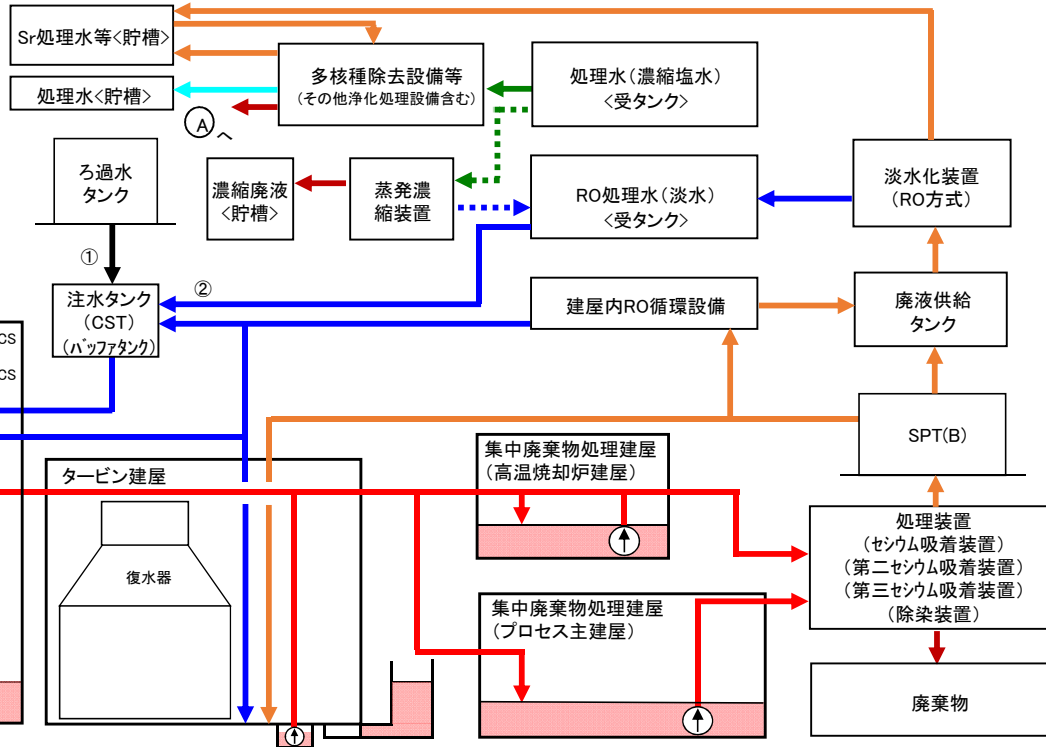 Sr処理水等<貯槽>
処理水<貯槽>
多核種除去設備等
(その他浄化処理設備含む)
処理水(濃縮塩水)
<受タンク>
A へ
ろ過水
タンク
濃縮廃液
<貯槽>
蒸発濃
縮装置
RO処理水(淡水)
<受タンク>
淡水化装置
(RO方式)
①
②
注水タンク
(CST)
(バッファタンク)
建屋内RO循環設備
廃液供給
タンク
CS
CS
SPT(B)
タービン建屋
集中廃棄物処理建屋
(高温焼却炉建屋)
復水器
処理装置
(セシウム吸着装置)
(第二セシウム吸着装置)
(第三セシウム吸着装置)
(除染装置)
集中廃棄物処理建屋
(プロセス主建屋)
廃棄物